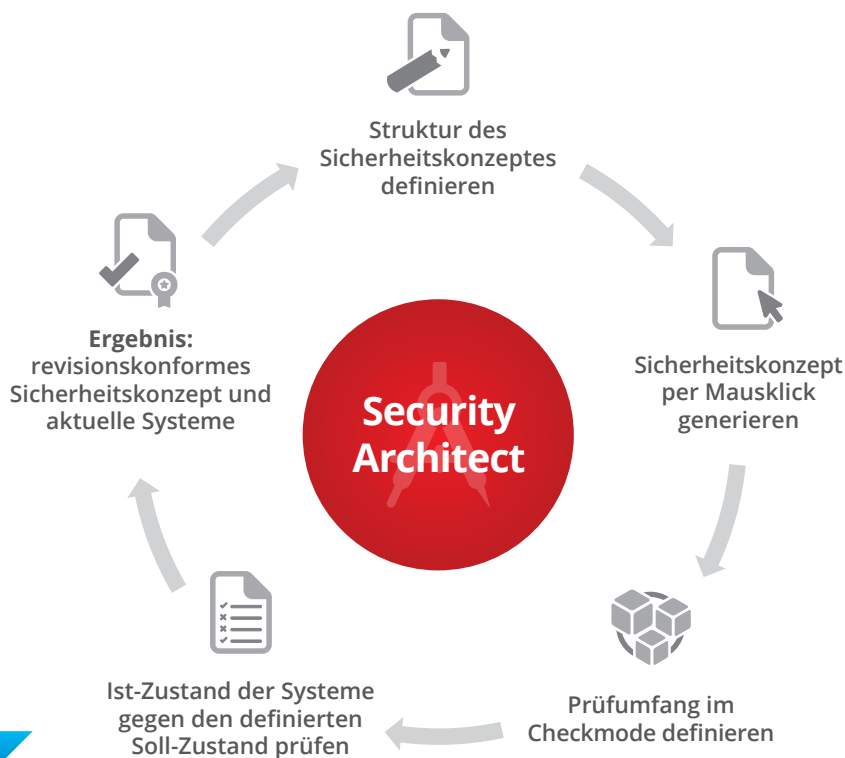 Struktur des
Sicherheitskonzeptes
definieren
Sicherheitskonzept
per Mausklick
generieren
Prüfumfang im
Checkmode definieren
Ist-Zustand der Systeme
gegen den definierten
Soll-Zustand prüfen
Ergebnis:
revisionskonformes
Sicherheitskonzept und
aktuelle Systeme
Security
Architect